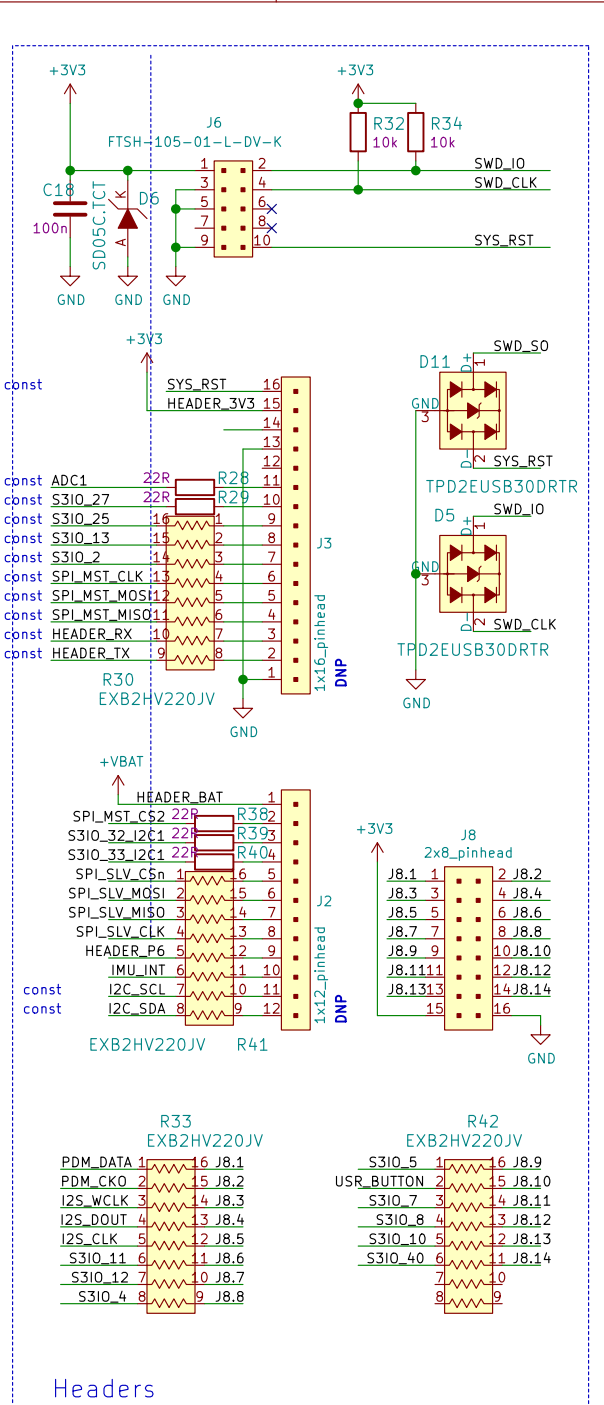 +3V3
C18
100n
GND
SD05C.TCT
D6
K
A
GND
J6
FTSH-105-01-L-DV-K
1 2
3 4
5 6
7 8
9 10
GND
+3V3
R32
10k
R34
10k
SWD_IO
SWD_CLK
SYS_RST
+3V3
const
SYS_RST 16
HEADER_3V3 15
14
13
12
const ADC1 22R R28 11
const S3IO_27 22R R29 10
const S3IO_25 16 1 9
const S3IO_13 15 2 8
const S3IO_2 14 3 7
const SPI_MST_CLK 13 4 6
const SPI_MST_MOSI 12 5 5
const SPI_MST_MISO 11 6 4
const HEADER_RX 10 7 3
const HEADER_TX 9 8 2
1
R30
EXB2HV220JV
J3
1x16_pinhead
DNP
GND
SWD_SO
D11
D+
1
GND
3
D-
2
SYS_RST
TPD2EUSB30DRTR
SWD_IO
D5
D+
1
GND
3
D-
2
SWD_CLK
TPD2EUSB30DRTR
GND
+VBAT
HEADER_BAT 1
SPI_MST_CS2 22R R38 2
S3IO_32_I2C1 22R R39 3
S3IO_33_I2C1 22R R40 4
SPI_SLV_CSn 1 16 5
SPI_SLV_MOSI 2 15 6
SPI_SLV_MISO 3 14 7
SPI_SLV_CLK 4 13 8
HEADER_P6 5 12 9
IMU_INT 6 11 10
const I2C_SCL 7 10 11
const I2C_SDA 8 9 12
EXB2HV220JV R41
J2
1x12_pinhead
DNP
+3V3
J8
2x8_pinhead
J8.1 1 2 J8.2
J8.3 3 4 J8.4
J8.5 5 6 J8.6
J8.7 7 8 J8.8
J8.9 9 10 J8.10
J8.11 11 12 J8.12
J8.13 13 14 J8.14
15 16
GND
R33
EXB2HV220JV
PDM_DATA 1 16 J8.1
PDM_CKO 2 15 J8.2
I2S_WCLK 3 14 J8.3
I2S_DOUT 4 13 J8.4
I2S_CLK 5 12 J8.5
S3IO_11 6 11 J8.6
S3IO_12 7 10 J8.7
S3IO_4 8 9 J8.8
R42
EXB2HV220JV
S3IO_5 1 16 J8.9
USR_BUTTON 2 15 J8.10
S3IO_7 3 14 J8.11
S3IO_8 4 13 J8.12
S3IO_10 5 12 J8.13
S3IO_40 6 11 J8.14
7 10
8 9
Headers